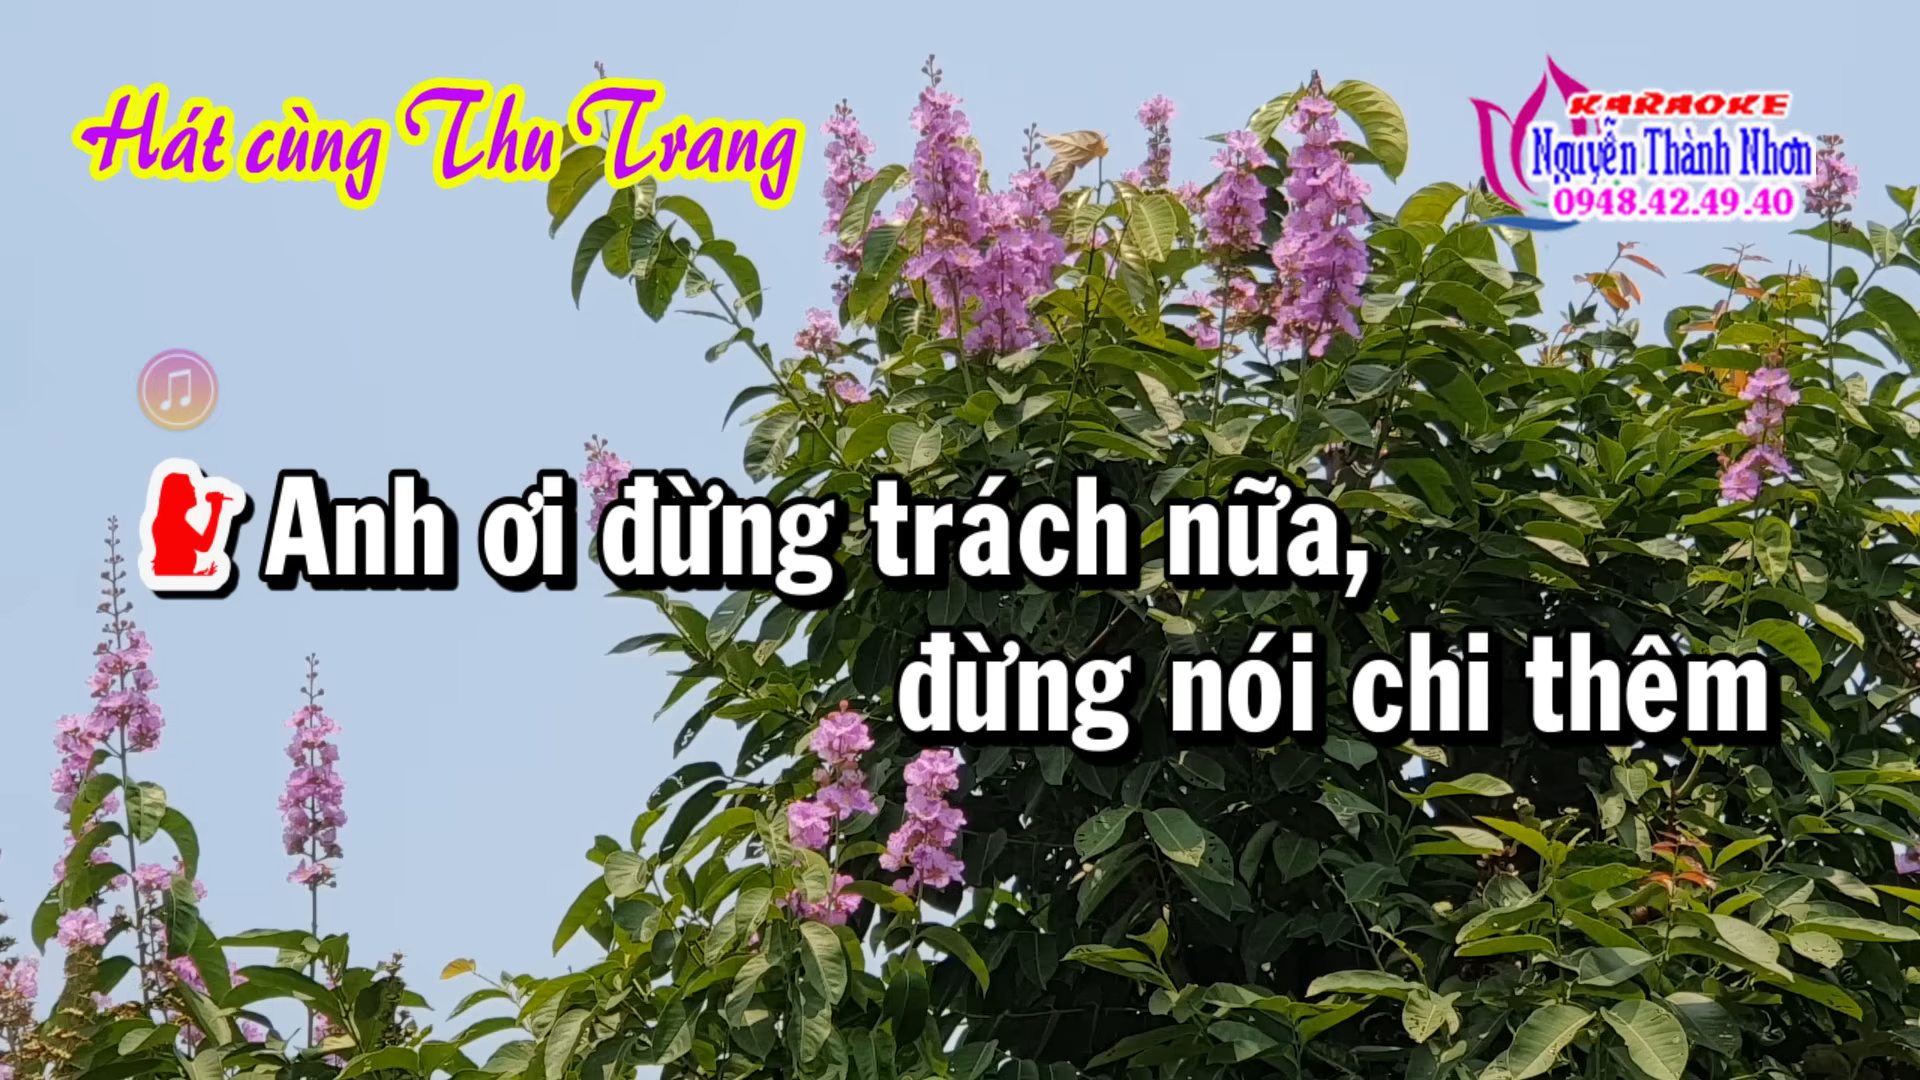 Hát cùng Thu Trang
KARAOKE
Nguyễn Thành Nhơn
0948.42.49.40
Anh ơi đừng trách nữa,
đừng nói chi thêm